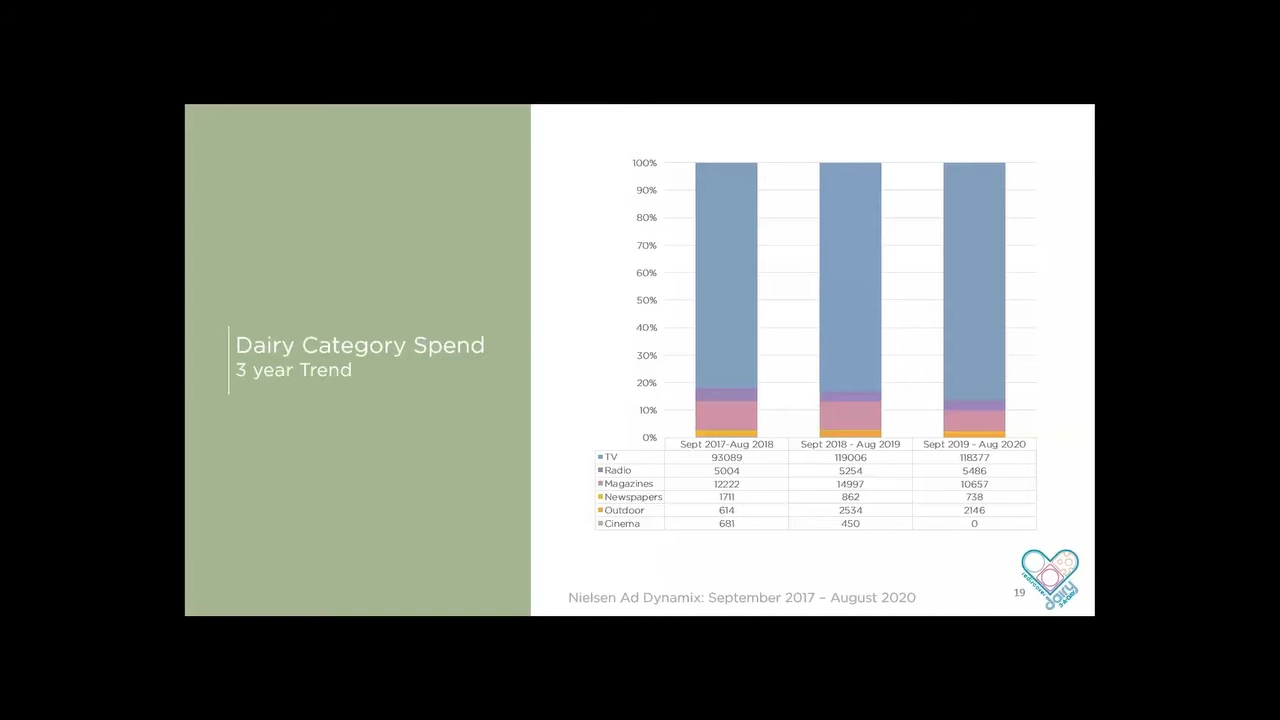 Dairy Category Spend
3 year Trend
100%
90%
80%
70%
60%
50%
40%
30%
20%
10%
0%
Sept 2017-Aug 2018 Sept 2018 - Aug 2019 Sept 2019 - Aug 2020
TV 93089 119006 118377
Radio 5004 5254 5486
Magazines 12222 14997 10657
Newspapers 1711 862 738
Outdoor 614 2534 2146
Cinema 681 450 0
Nielsen Ad Dynamix: September 2017 – August 2020
19
rediscover
dairy